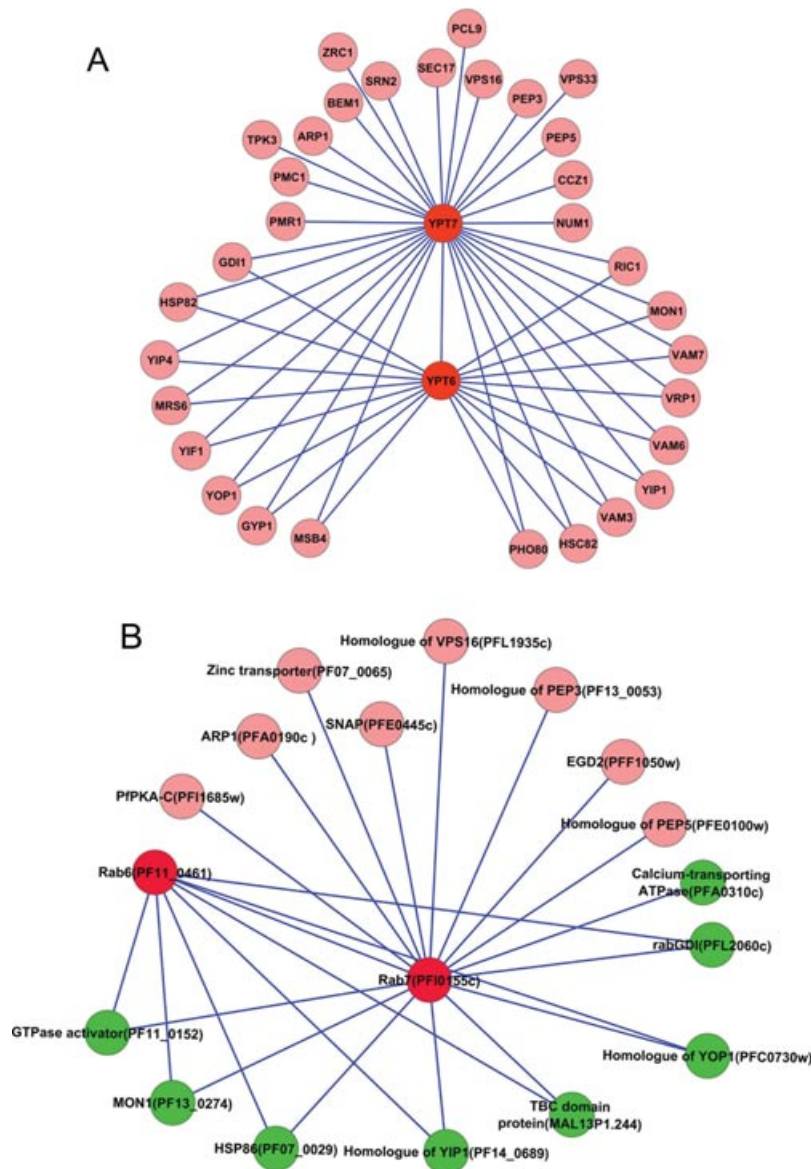 A
PCL9
ZRC1
SEC17
VPS16
VPS33
SRN2
BEM1
PEP3
TPK3
ARP1
PEP5
PMC1
CCZ1
PMR1
YPT7
NUM1
GDI1
RIC1
HSP82
MON1
YIP4
VAM7
YPT6
MRS6
VRP1
YIF1
VAM6
YOP1
YIP1
GYP1
VAM3
MSB4
PHO80
HSC82
B
Homologue of VPS16(PFL1935c)
Zinc transporter(PF07_0065)
Homologue of PEP3(PF13_0053)
SNAP(PFE0445c)
ARP1(PFA0190c )
EGD2(PFF1050w)
PfPKA-C(PFI1685w)
Homologue of PEP5(PFE0100w)
Rab6(PF11_0461)
Calcium-transporting
ATPase(PFA0310c)
rabGDI(PFL2060c)
Rab7(PFI0155c)
GTPase activator(PF11_0152)
Homologue of YOP1(PFC0730w)
MON1(PF13_0274)
TBC domain
protein(MAL13P1.244)
HSP86(PF07_0029)
Homologue of YIP1(PF14_0689)